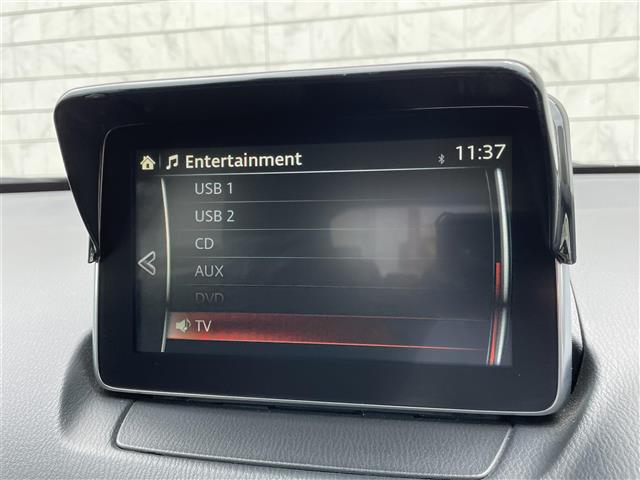 Entertainment 11:37
USB 1
USB 2
CD
AUX
DVD
TV